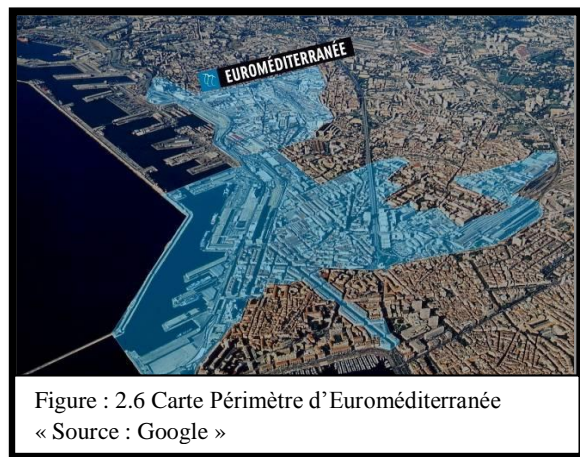 EUROMÉDITERRANÉE
Figure : 2.6 Carte Périmètre d’Euroméditerranée
« Source : Google »